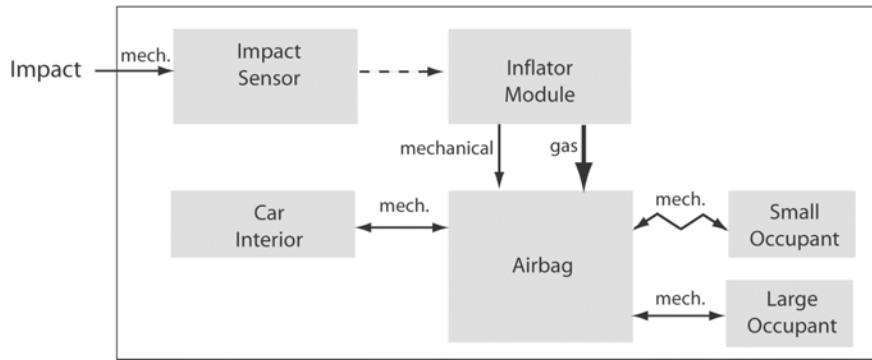 Impact
mech.
Impact
Sensor
Inflator
Module
mechanical
gas
Car
Interior
mech.
Airbag
mech.
Small
Occupant
mech.
Large
Occupant